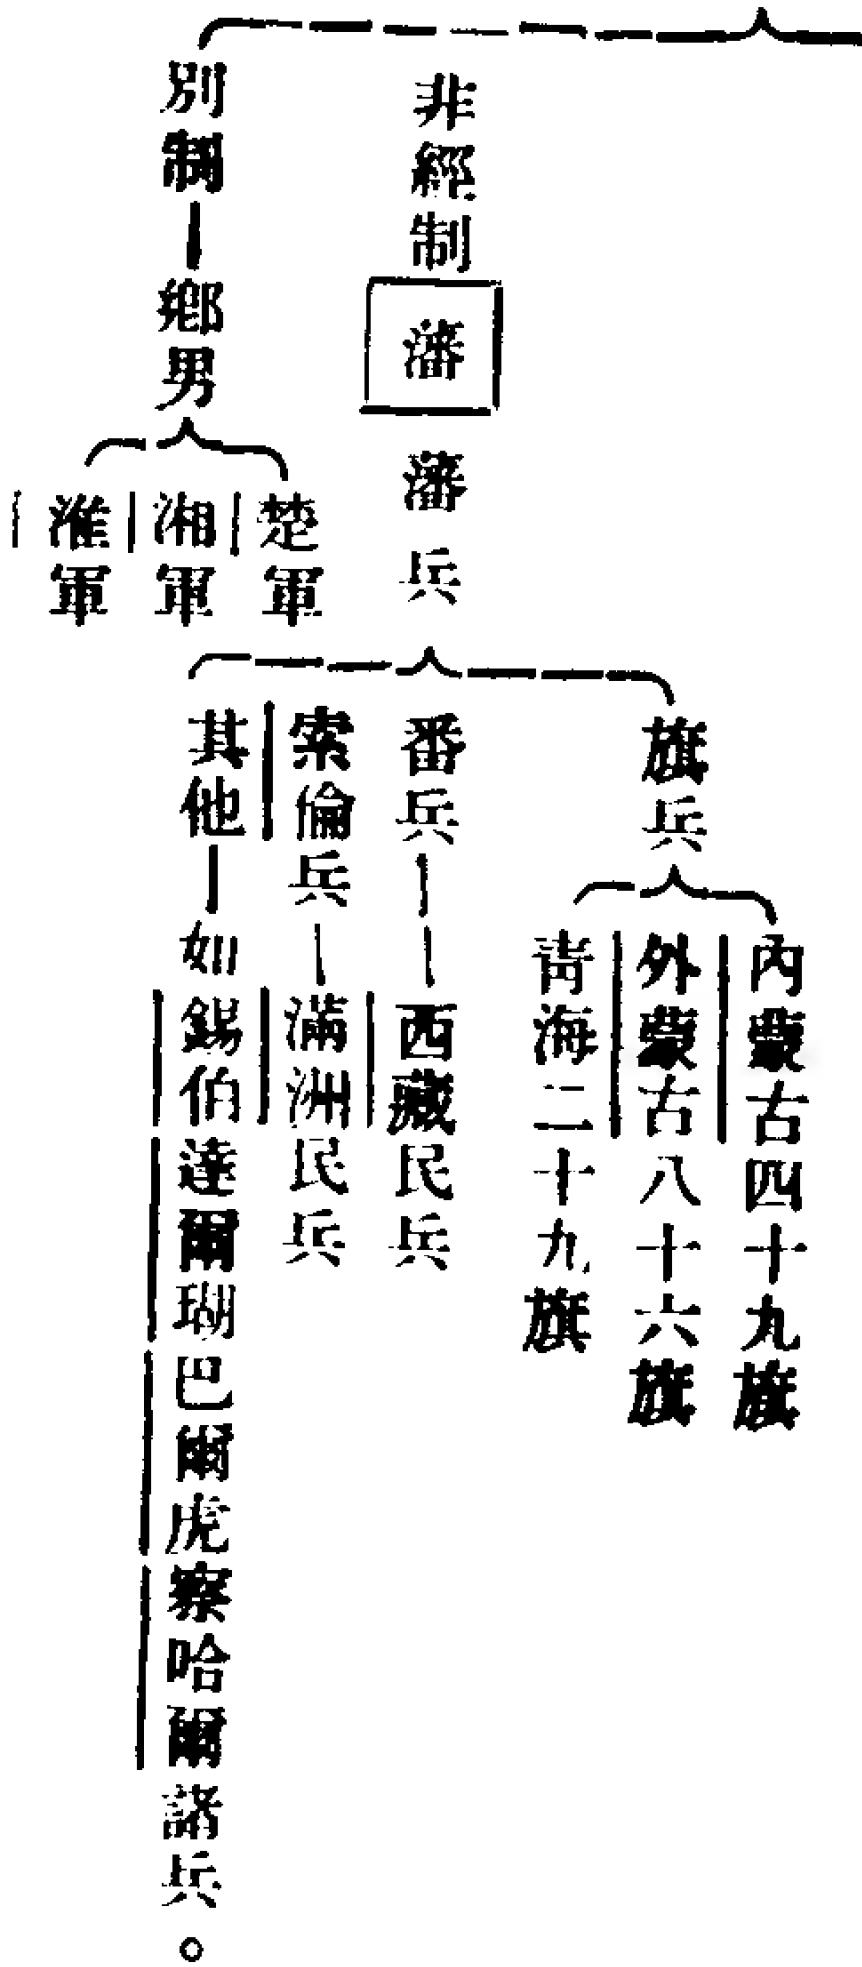 非經制
藩
藩兵
旗兵
內蒙古四十九旗
外蒙古八十六旗
青海二十九旗
番兵——西藏民兵
索倫兵—滿洲民兵
其他—如錫伯達爾瑚巴爾虎察哈爾諸兵。
別制—鄉男
楚軍
湘軍
淮軍